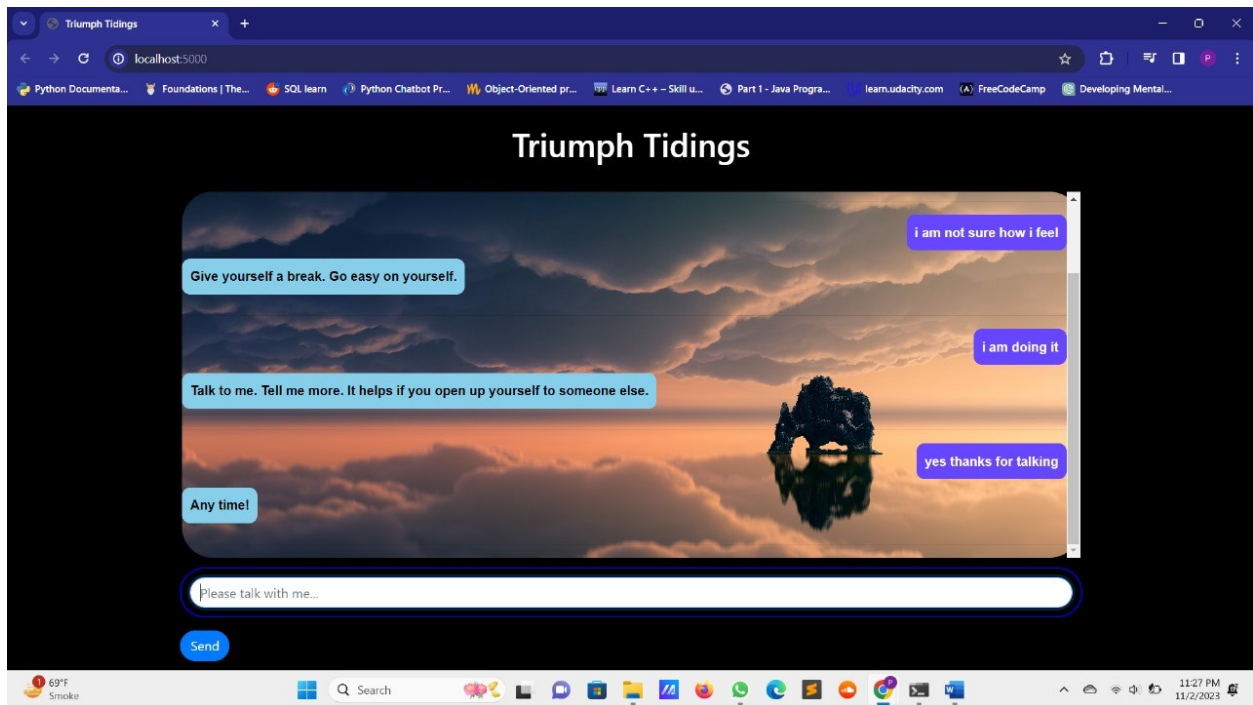 Triumph Tidings
localhost:5000
Python Documenta...
Foundations | The...
SQL learn
Python Chatbot Pr...
Object-Oriented pr...
Learn C++ – Skill u...
Part 1 - Java Progra...
learn.udacity.com
FreeCodeCamp
Developing Mental...
Triumph Tidings
i am not sure how i feel
Give yourself a break. Go easy on yourself.
i am doing it
Talk to me. Tell me more. It helps if you open up yourself to someone else.
yes thanks for talking
Any time!
Please talk with me...
Send
1
69°F
Smoke
Search
11:27 PM
11/2/2023